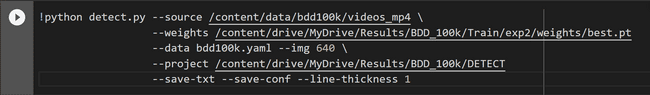 !python detect.py --source /content/data/bdd100k/videos_mp4 \
--weights /content/drive/MyDrive/Results/BDD_100k/Train/exp2/weights/best.pt
--data bdd100k.yaml --img 640 \
--project /content/drive/MyDrive/Results/BDD_100k/DETECT
--save-txt --save-conf --line-thickness 1